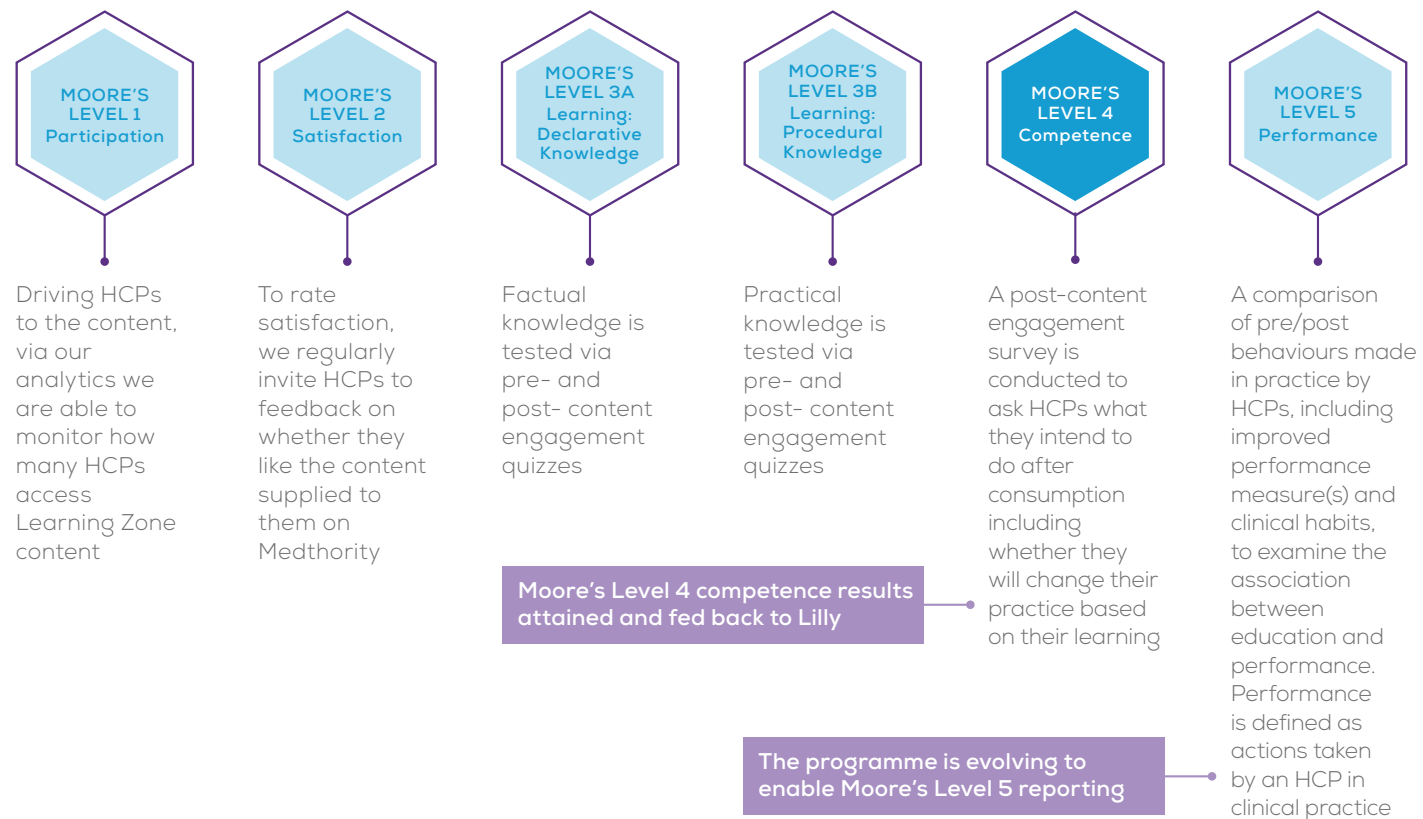 MOORE'S
LEVEL 1
Participation
Driving HCPs
to the content,
via our
analytics we
are able to
monitor how
many HCPs
access
Learning Zone
content
MOORE'S
LEVEL 2
Satisfaction
To rate
satisfaction,
we regularly
invite HCPs to
feedback on
whether they
like the content
supplied to
them on
Medthority
MOORE'S
LEVEL 3A
Learning:
Declarative
Knowledge
Factual
knowledge is
tested via
pre- and
post- content
engagement
quizzes
MOORE'S
LEVEL 3B
Learning:
Procedural
Knowledge
Practical
knowledge is
tested via
pre- and
post- content
engagement
quizzes
MOORE'S
LEVEL 4
Competence
A post-content
engagement
survey is
conducted to
ask HCPs what
they intend to
do after
consumption
including
whether they
will change their
practice based
on their learning
Moore's Level 4 competence results
attained and fed back to Lilly
MOORE'S
LEVEL 5
Performance
A comparison
of pre/post
behaviours made
in practice by
HCPs, including
improved
performance
measure(s) and
clinical habits,
to examine the
association
between
education and
performance.
Performance
is defined as
actions taken
by an HCP in
clinical practice
The programme is evolving to
enable Moore's Level 5 reporting